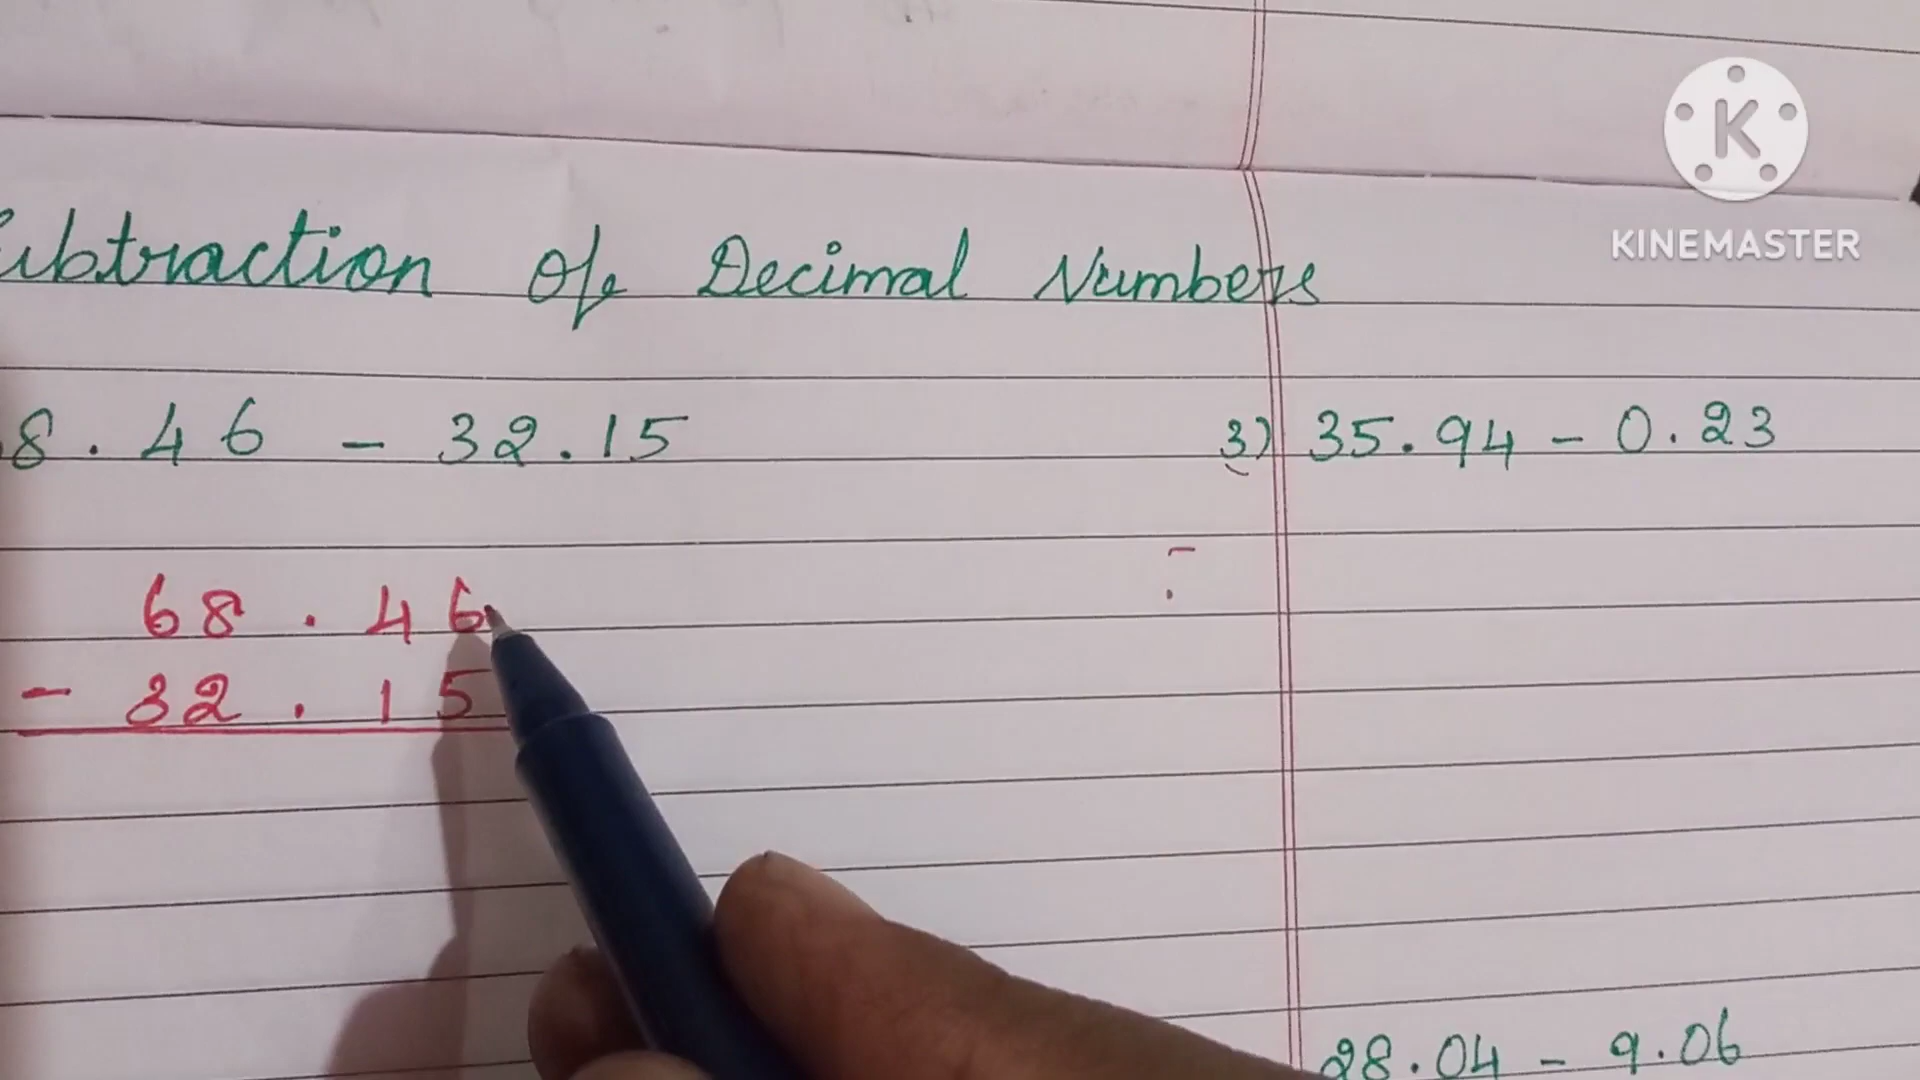 K
KINEMASTER
ubtraction Of Decimal Numbers
8.46 - 32.15
3) 35.94 - 0.23
68.46
- 32.15
28.04 - 9.06